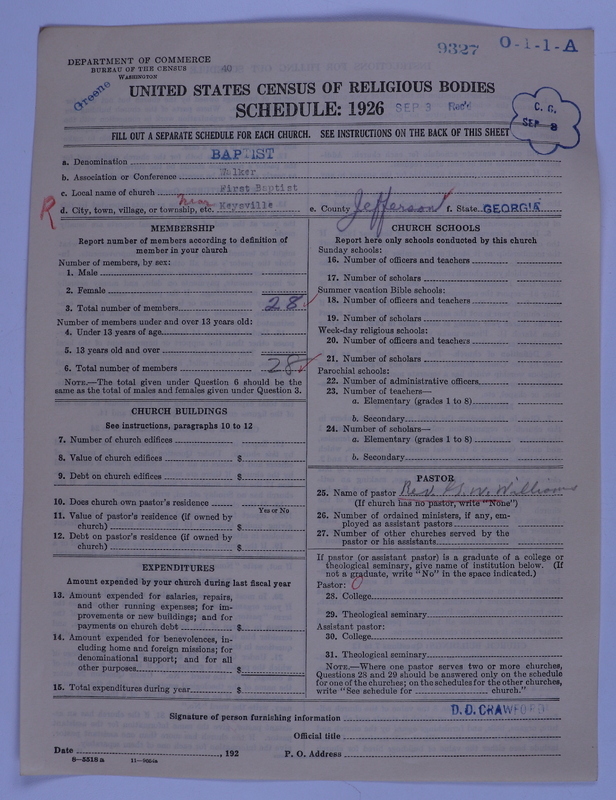 9327 O-1-1-A
DEPARTMENT OF COMMERCE
BUREAU OF THE CENSUS 40
WASHINGTON
Greene
UNITED STATES CENSUS OF RELIGIOUS BODIES
SCHEDULE: 1926 SEP 3 Rec'd
C. G.
SEP 8
FILL OUT A SEPARATE SCHEDULE FOR EACH CHURCH. SEE INSTRUCTIONS ON THE BACK OF THIS SHEET
a. Denomination BAPTIST
b. Association or Conference Walker
c. Local name of church First Baptist
R d. City, town, village, or township, etc. near Keysville e. County Jefferson f. State GEORGIA
MEMBERSHIP
Report number of members according to definition of
member in your church
Number of members, by sex:
1. Male
2. Female
3. Total number of members 28
Number of members under and over 13 years old:
4. Under 13 years of age
5. 13 years old and over
6. Total number of members 28
NOTE.—The total given under Question 6 should be
same as the total of males and females given under Question 3.
CHURCH BUILDINGS
See instructions, paragraphs 10 to 12
7. Number of church edifices
8. Value of church edifices $
9. Debt on church edifices $
10. Does church own pastor's residence
Yes or No
11. Value of pastor's residence (if owned by
church) $
12. Debt on pastor's residence (if owned by
church) $
EXPENDITURES
Amount expended by your church during last fiscal year
13. Amount expended for salaries, repairs,
and other running expenses; for im-
provements or new buildings; and for
payments on church debt $
14. Amount expended for benevolences, in-
cluding home and foreign missions; for
denominational support; and for all
other purposes $
15. Total expenditures during year $
CHURCH SCHOOLS
Report here only schools conducted by this church
Sunday schools:
16. Number of officers and teachers
17. Number of scholars
Summer vacation Bible schools:
18. Number of officers and teachers
19. Number of scholars
Week-day religious schools:
20. Number of officers and teachers
21. Number of scholars
Parochial schools:
22. Number of administrative officers
23. Number of teachers—
a. Elementary (grades 1 to 8)
b. Secondary
24. Number of scholars—
a. Elementary (grades 1 to 8)
b. Secondary
PASTOR
25. Name of pastor Rev. W. Williams
(If church has no pastor, write "None")
26. Number of ordained ministers, if any, em-
ployed as assistant pastors
27. Number of other churches served by the
pastor or his assistants
If pastor (or assistant pastor) is a graduate of a college or
theological seminary, give name of institution below. (If
not a graduate, write "No" in the space indicated.)
Pastor: 0
28. College
29. Theological seminary
Assistant pastor:
30. College
31. Theological seminary
NOTE.—Where one pastor serves two or more churches,
Questions 28 and 29 should be answered only on the schedule
for one of the churches; on the schedules for the other churches,
write "See schedule for church."
Signature of person furnishing information D. D. CRAWFORD
Official title
Date , 192 P. O. Address
8—5518a 11—9664a